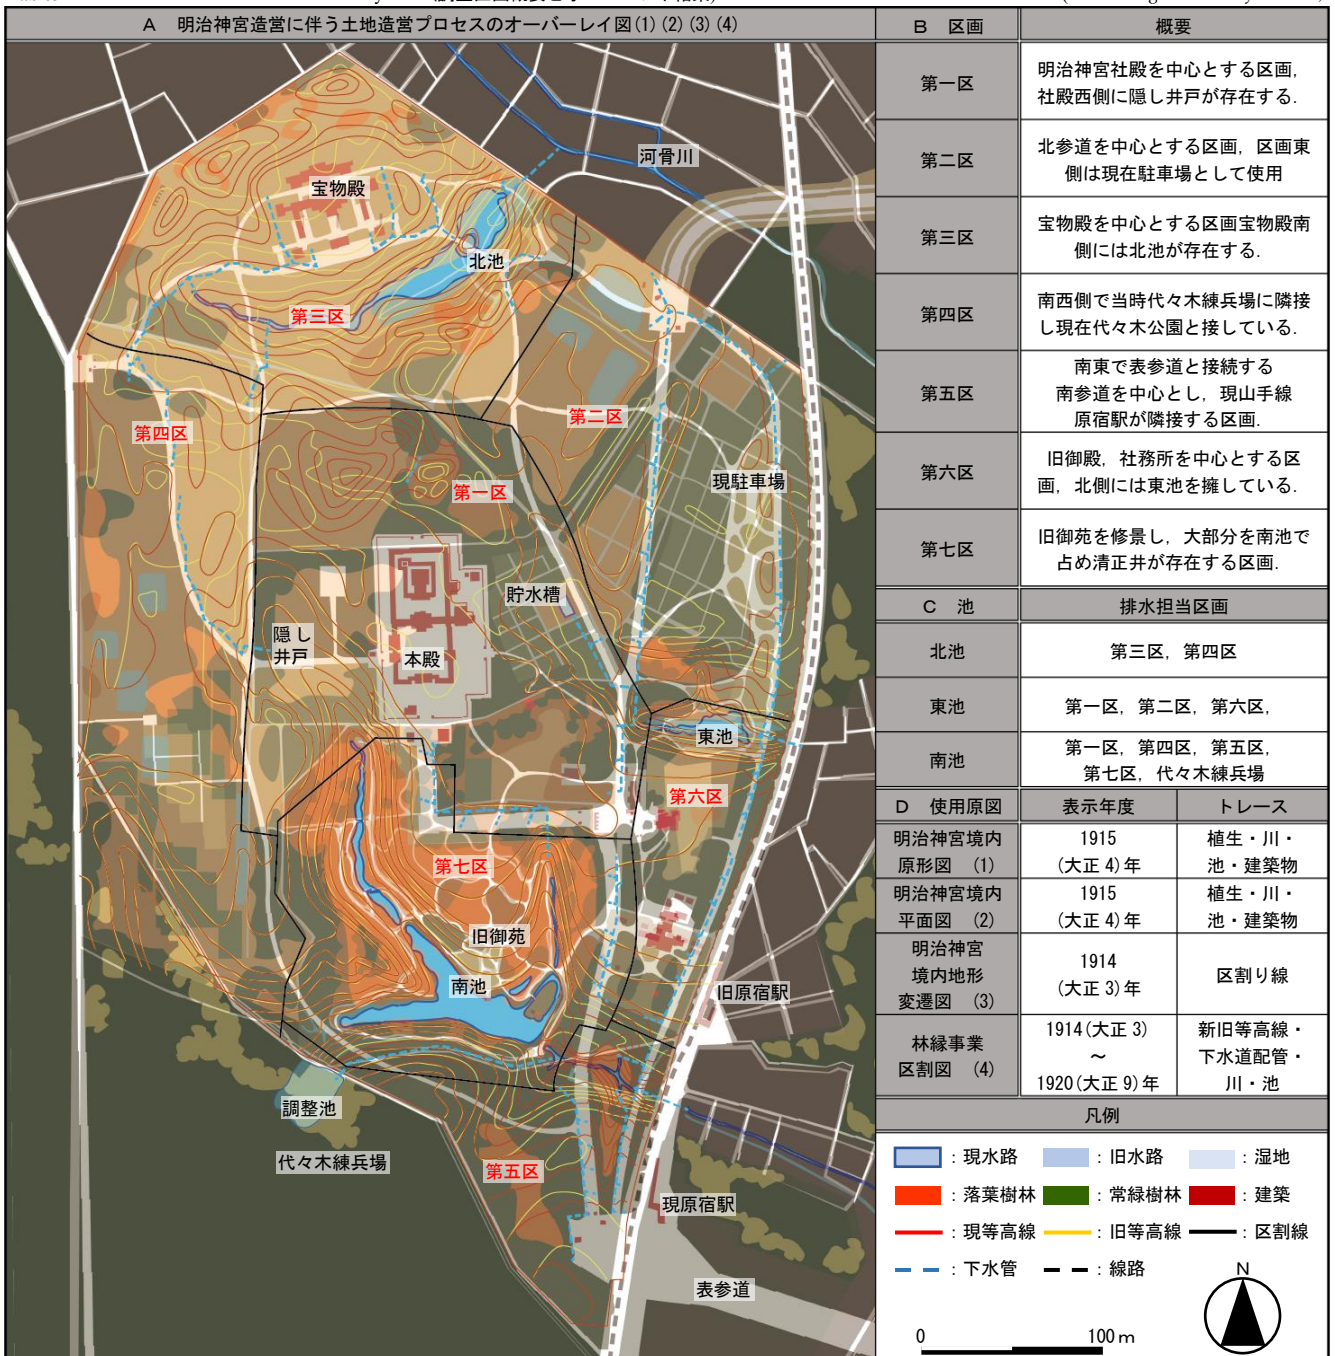 A 明治神宮造営に伴う土地造営プロセスのオーバーレイ図(1)(2)(3)(4)
河骨川
宝物殿
北池
第三区
第二区
第四区
現駐車場
第一区
貯水槽
隠し
井戸
本殿
東池
第六区
第七区
旧御苑
南池
旧原宿駅
調整池
代々木練兵場
第五区
現原宿駅
表参道
B 区画 概要
第一区 明治神宮社殿を中心とする区画,
社殿西側に隠し井戸が存在する.
第二区 北参道を中心とする区画, 区画東
側は現在駐車場として使用
第三区 宝物殿を中心とする区画宝物殿南
側には北池が存在する.
第四区 南西側で当時代々木練兵場に隣接
し現在代々木公園と接している.
第五区 南東で表参道と接続する
南参道を中心とし, 現山手線
原宿駅が隣接する区画.
第六区 旧御殿, 社務所を中心とする区
画, 北側には東池を擁している.
第七区 旧御苑を修景し, 大部分を南池で
占め清正井が存在する区画.
C 池 排水担当区画
北池 第三区, 第四区
東池 第一区, 第二区, 第六区,
南池 第一区, 第四区, 第五区,
第七区, 代々木練兵場
D 使用原図 表示年度 トレース
明治神宮境内
原形図 (1) 1915
(大正 4)年 植生・川・
池・建築物
明治神宮境内
平面図 (2) 1915
(大正 4)年 植生・川・
池・建築物
明治神宮
境内地形
変遷図 (3) 1914
(大正 3)年 区割り線
林縁事業
区割図 (4) 1914(大正 3)
～
1920(大正 9)年 新旧等高線・
下水道配管・
川・池
凡例
:現水路 :旧水路 :湿地
:落葉樹林 :常緑樹林 :建築
:現等高線 :旧等高線 :区割線
:下水管 :線路
N
0 100m